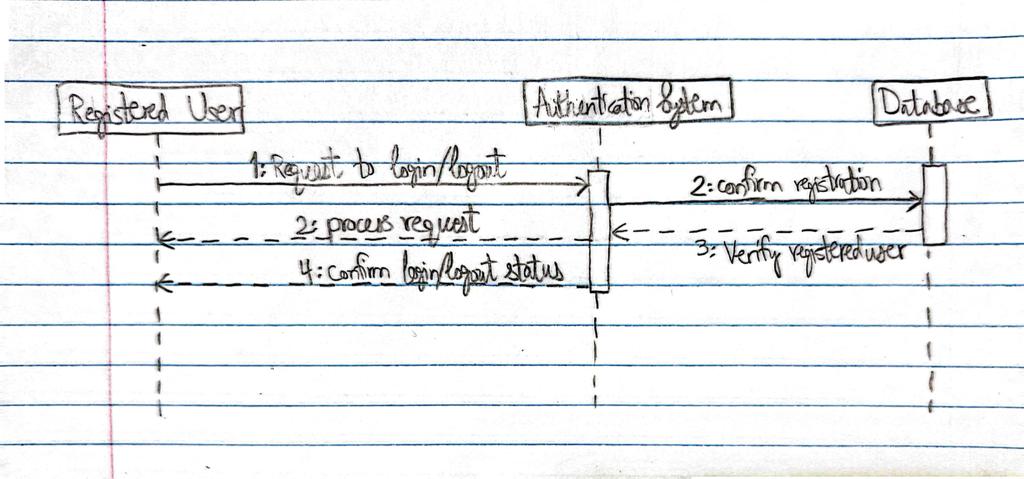 Registered User
Authentication System
Database
1: Request to login/logout
2: confirm registration
2: process request
3: Verify registered user
4: confirm login/logout status